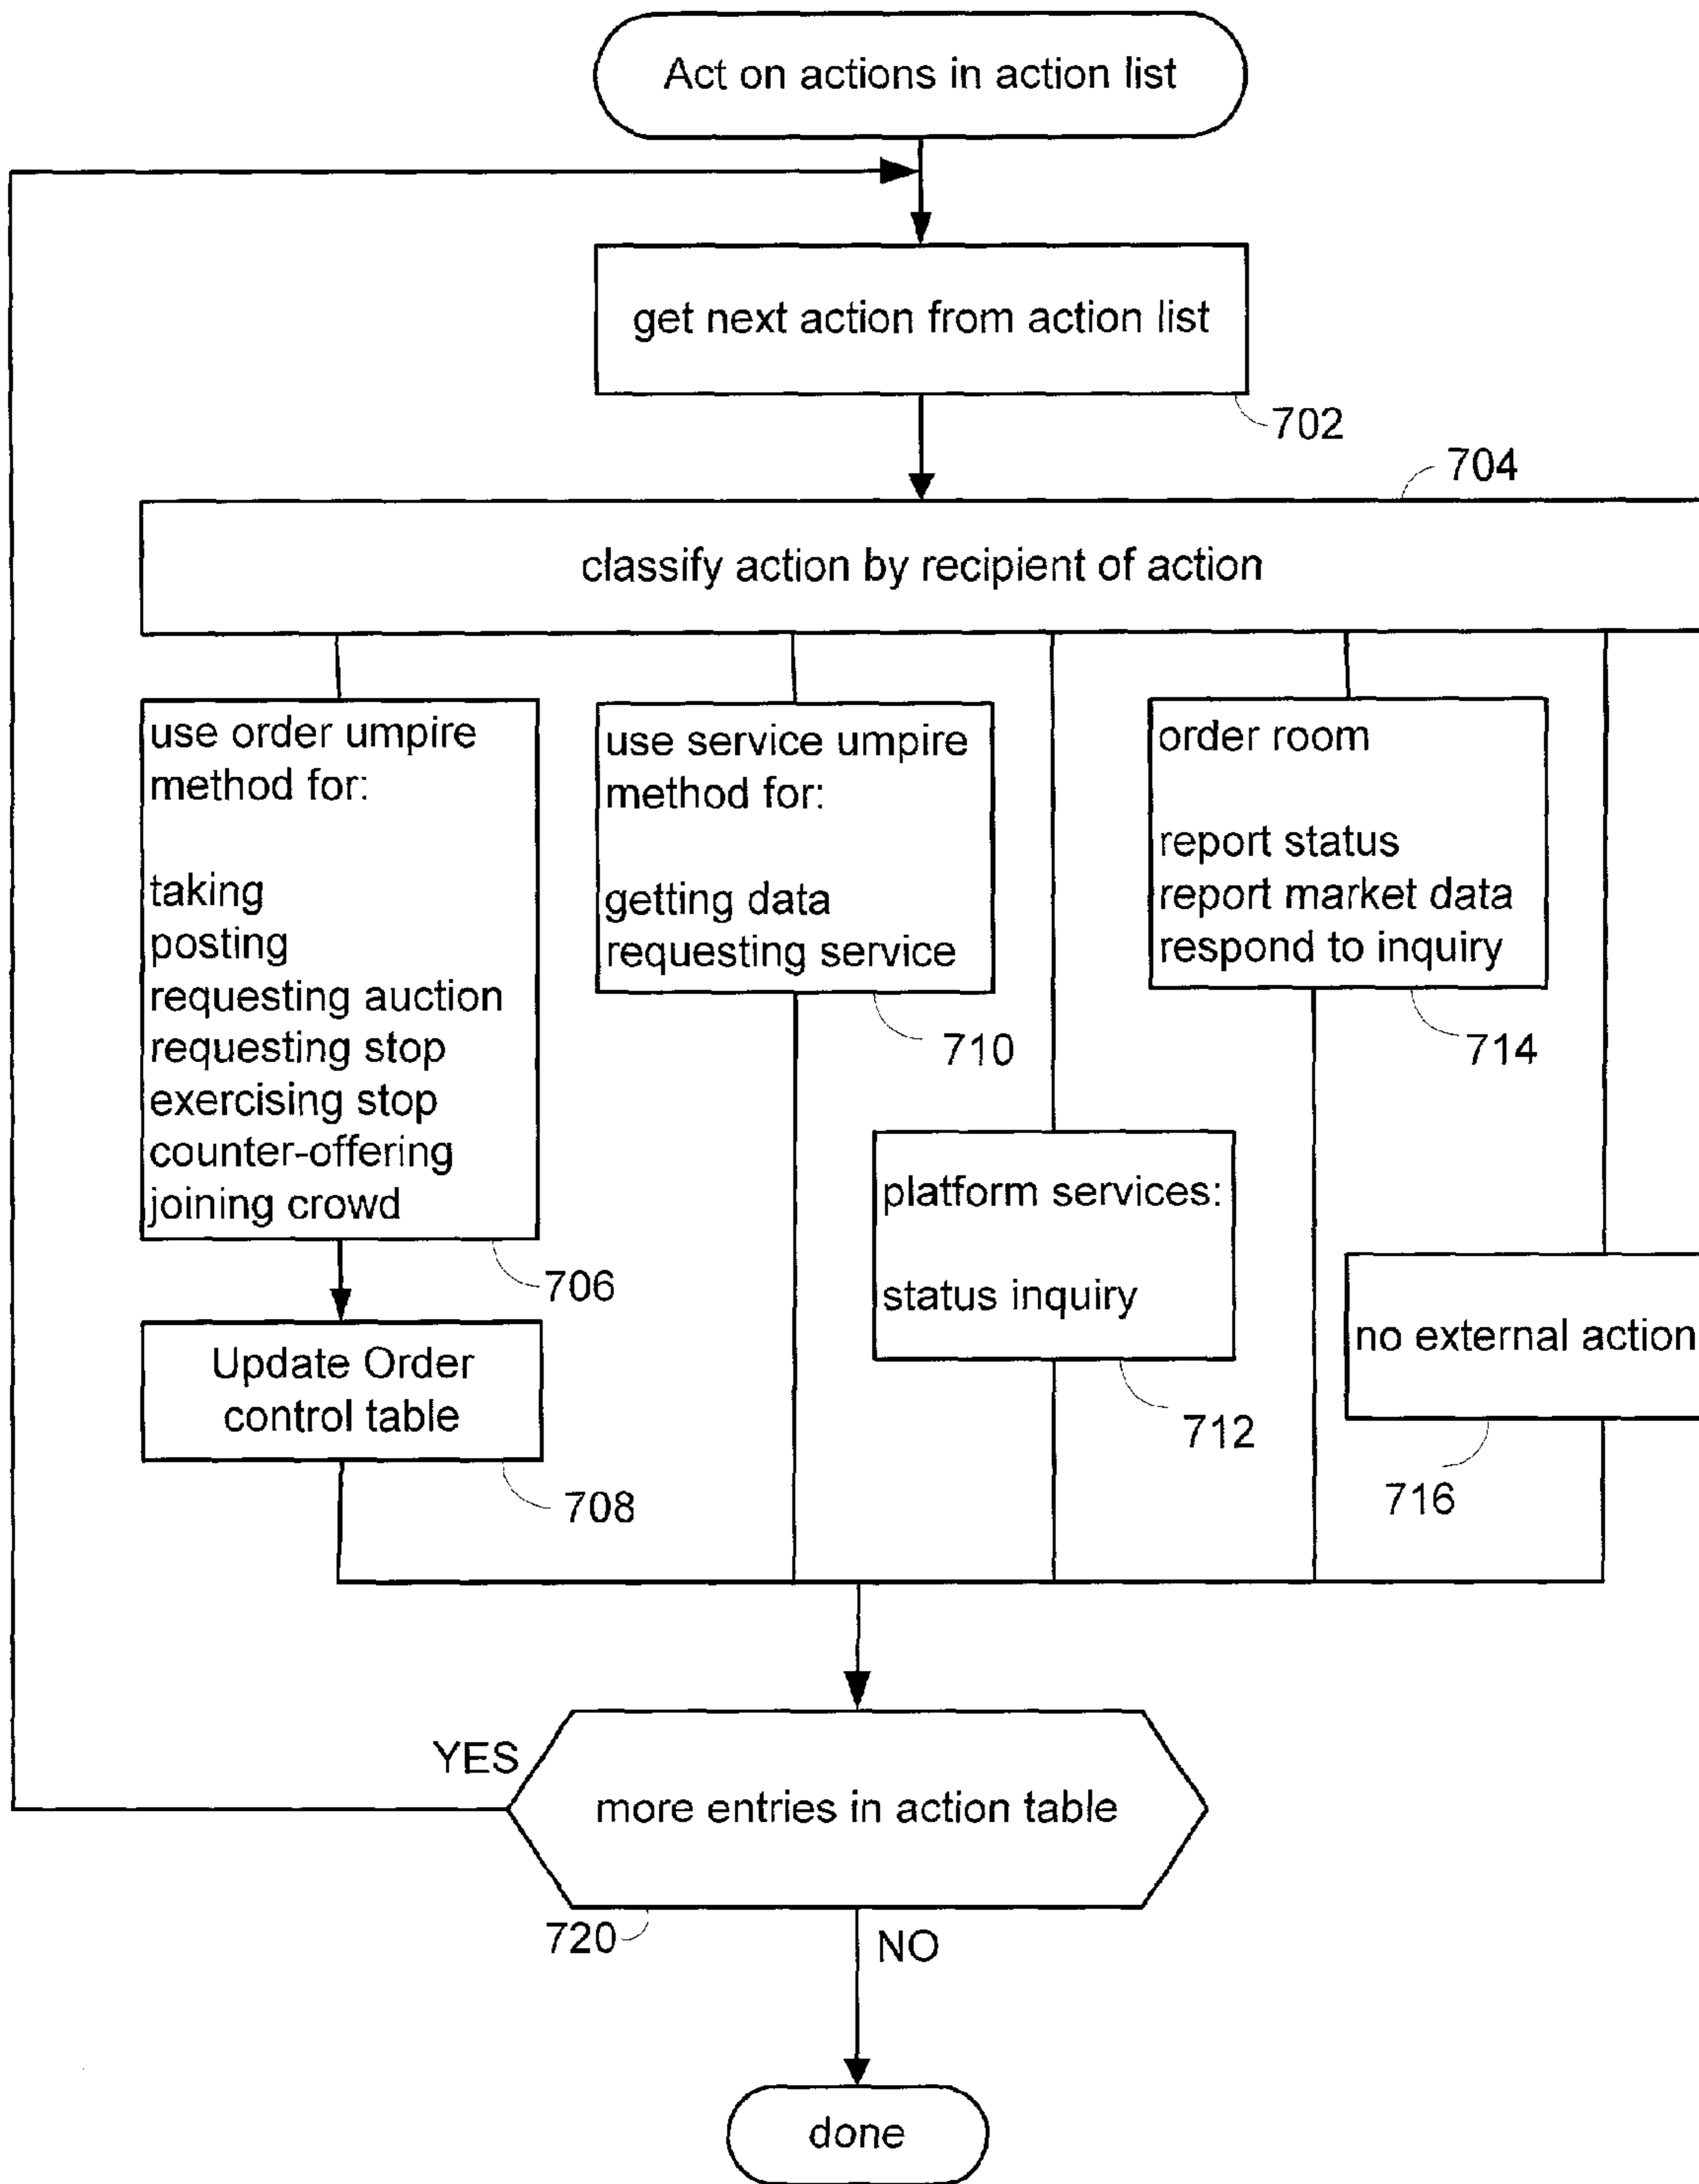 Act on actions in action list
get next action from action list
702
704
classify action by recipient of action
use order umpire
method for:
taking
posting
requesting auction
requesting stop
exercising stop
counter-offering
joining crowd
706
Update Order
control table
708
use service umpire
method for:
getting data
requesting service
710
platform services:
status inquiry
712
order room
report status
report market data
respond to inquiry
714
no external action
716
YES
more entries in action table
720
NO
done